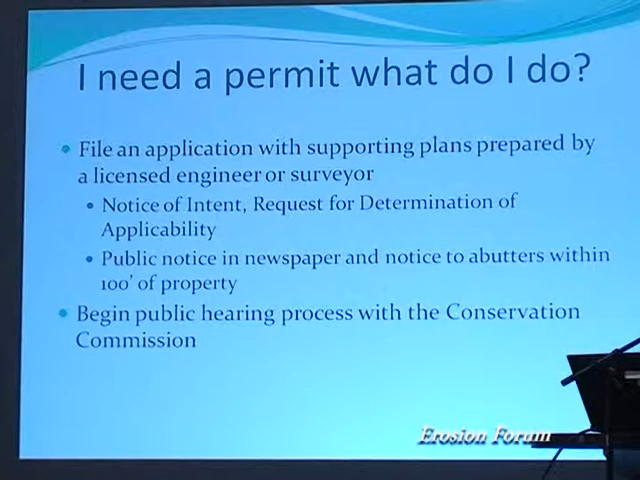 I need a permit what do I do?
• File an application with supporting plans prepared by
a licensed engineer or surveyor
• Notice of Intent, Request for Determination of
Applicability
• Public notice in newspaper and notice to abutters within
100' of property
• Begin public hearing process with the Conservation
Commission
Erosion Forum